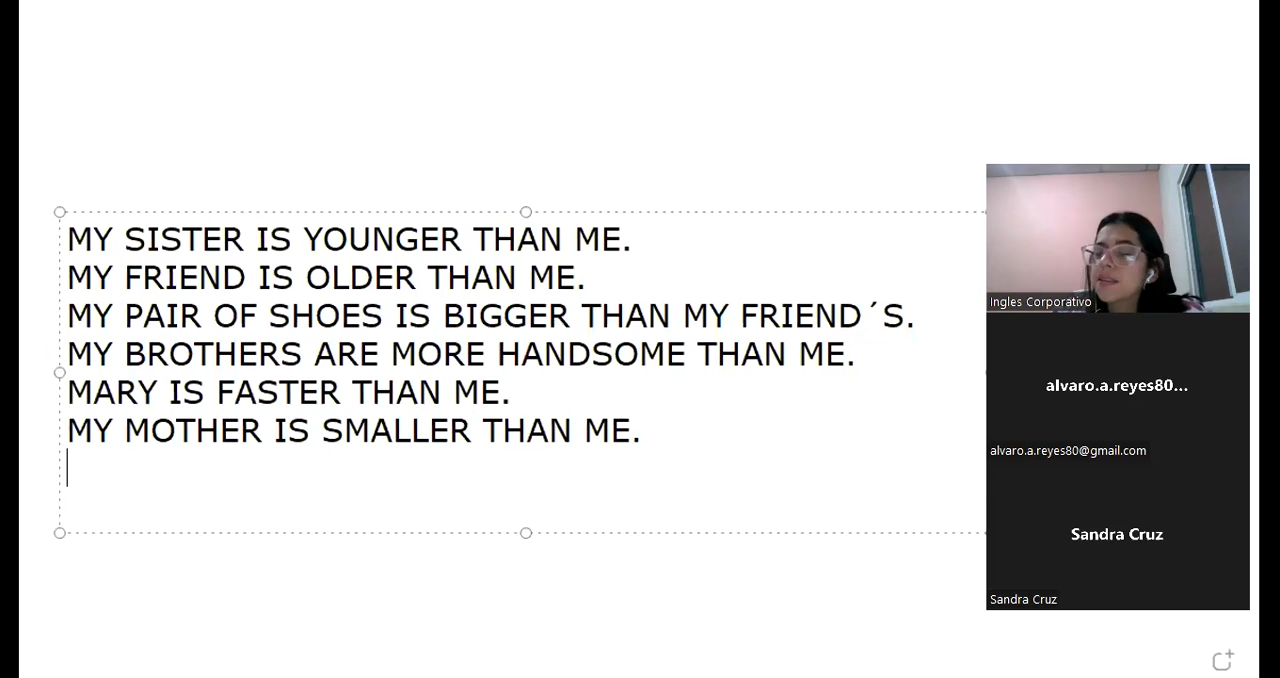 MY SISTER IS YOUNGER THAN ME.
MY FRIEND IS OLDER THAN ME.
MY PAIR OF SHOES IS BIGGER THAN MY FRIEND´S.
MY BROTHERS ARE MORE HANDSOME THAN ME.
MARY IS FASTER THAN ME.
MY MOTHER IS SMALLER THAN ME.
Ingles Corporativo
alvaro.a.reyes80...
alvaro.a.reyes80@gmail.com
Sandra Cruz
Sandra Cruz